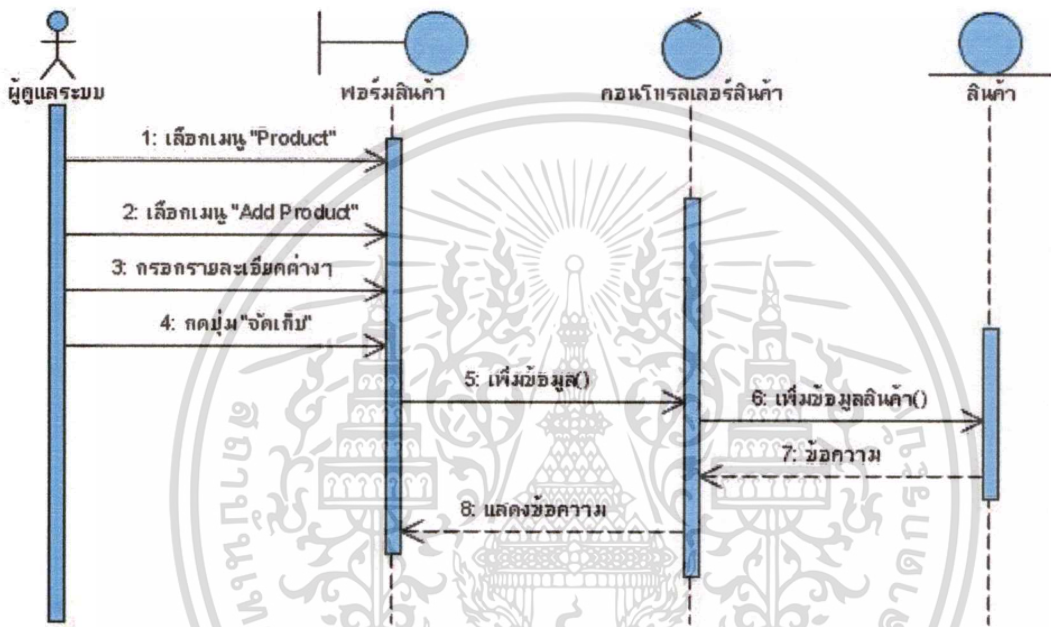 ผู้ดูแลระบบ
ฟอร์มสินค้า
คอนโทรลเลอร์สินค้า
สินค้า
1: เลือกเมนู "Product"
2: เลือกเมนู "Add Product"
3: กรอกรายละเอียดต่างๆ
4: กดปุ่ม "จัดเก็บ"
5: เพิ่มข้อมูล()
6: เพิ่มข้อมูลสินค้า()
7: ข้อความ
8: แสดงข้อความ